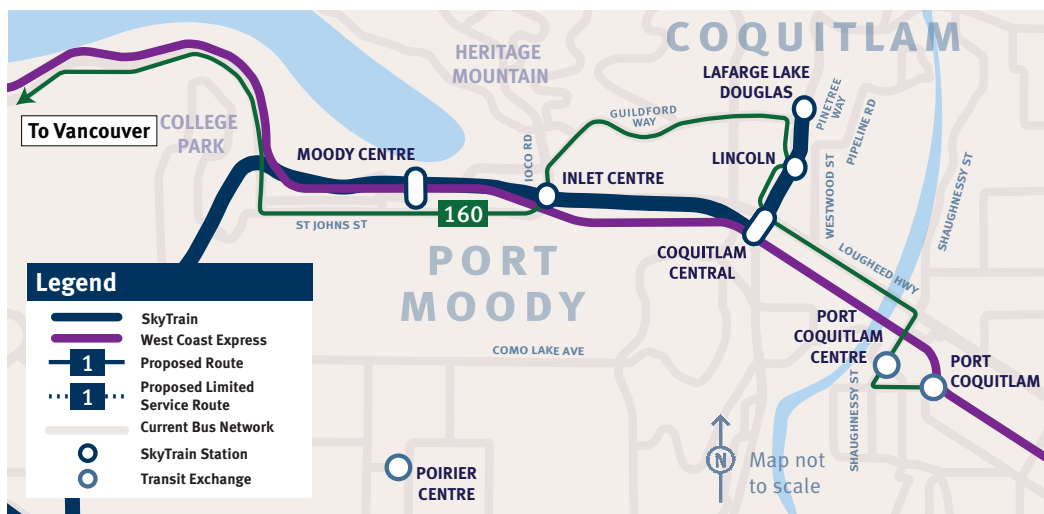 COQUITLAM
HERITAGE
MOUNTAIN
LAFARGE LAKE
DOUGLAS
PINETREE
WAY
PIPELINE RD
GUILDFORD
WAY
To Vancouver
COLLEGE
PARK
MOODY CENTRE
IOCO RD
LINCOLN
INLET CENTRE
WESTWOOD ST
SHAUGHNESSY ST
160
ST JOHNS ST
COQUITLAM
CENTRAL
LOUGHEED HWY
PORT
MOODY
Legend
SkyTrain
West Coast Express
1 Proposed Route
1 Proposed Limited
Service Route
Current Bus Network
SkyTrain Station
Transit Exchange
PORT
COQUITLAM
CENTRE
PORT
COQUITLAM
COMO LAKE AVE
SHAUGHNESSY ST
POIRIER
CENTRE
N
Map not
to scale